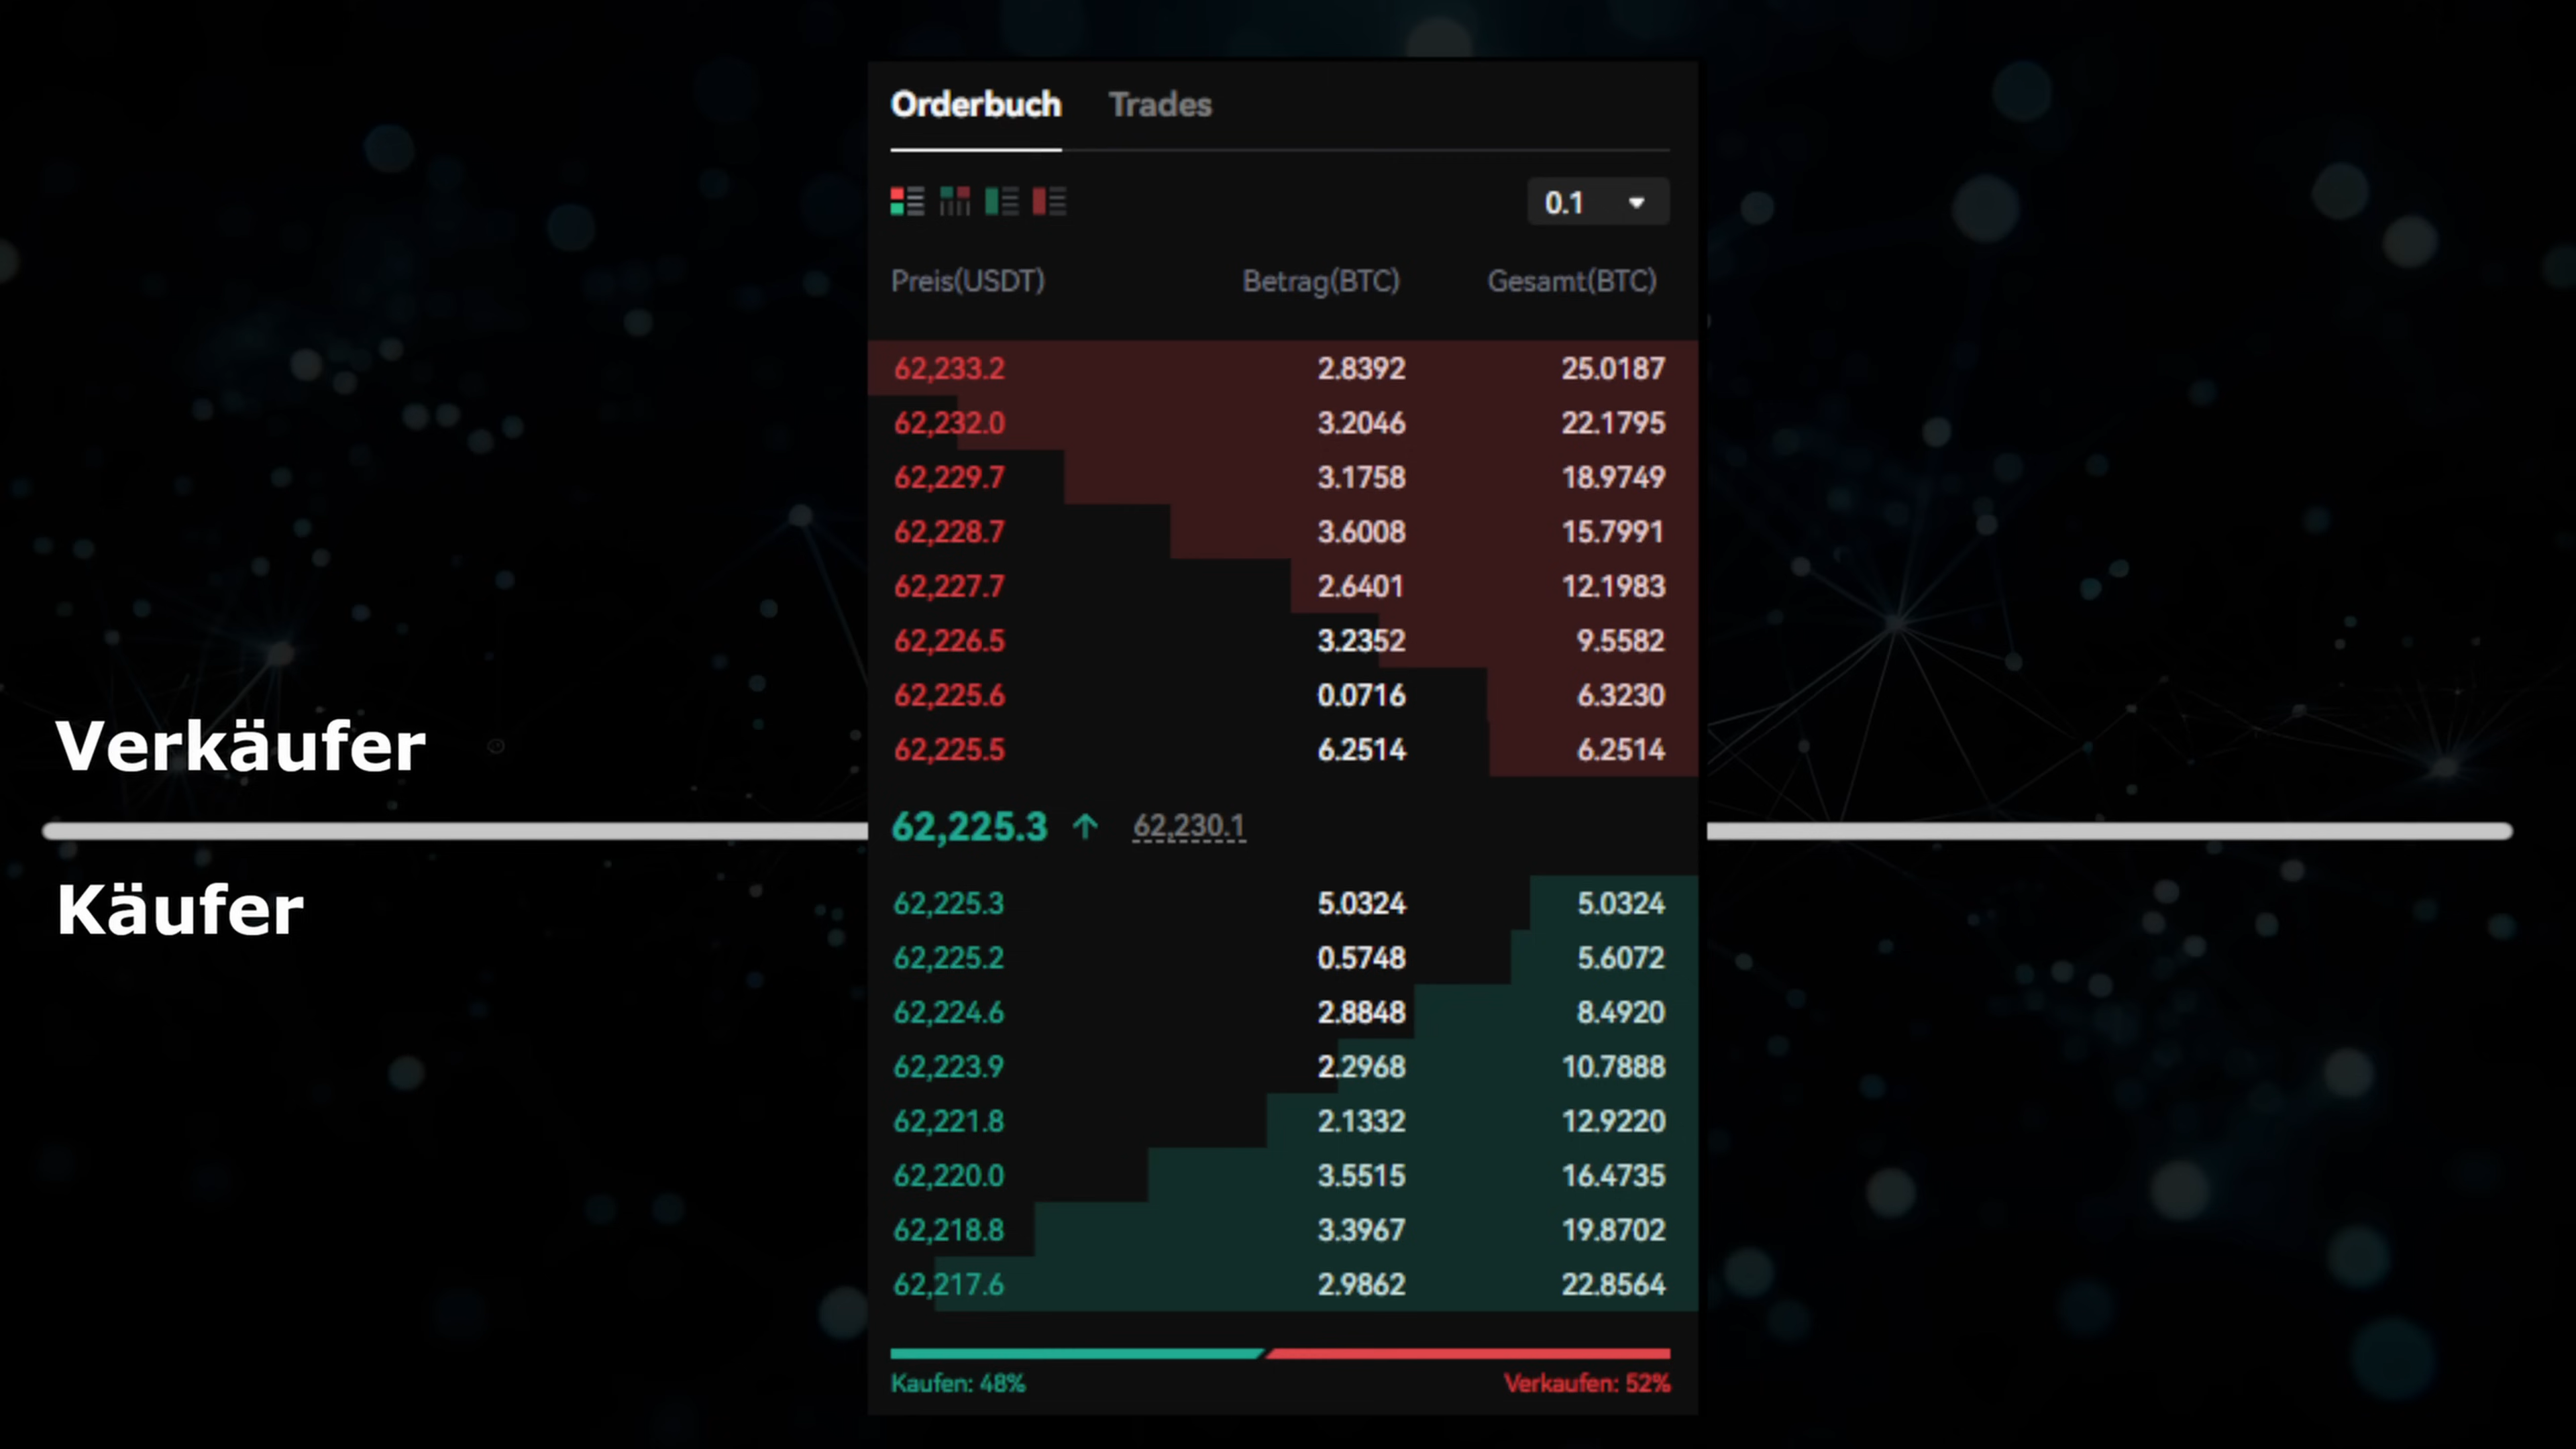 Orderbuch Trades
0.1
Preis(USDT) Betrag(BTC) Gesamt(BTC)
62,233.2 2.8392 25.0187
62,232.0 3.2046 22.1795
62,229.7 3.1758 18.9749
62,228.7 3.6008 15.7991
62,227.7 2.6401 12.1983
62,226.5 3.2352 9.5582
62,225.6 0.0716 6.3230
62,225.5 6.2514 6.2514
Verkäufer
62,225.3 ↑ 62,230.1
Käufer
62,225.3 5.0324 5.0324
62,225.2 0.5748 5.6072
62,224.6 2.8848 8.4920
62,223.9 2.2968 10.7888
62,221.8 2.1332 12.9220
62,220.0 3.5515 16.4735
62,218.8 3.3967 19.8702
62,217.6 2.9862 22.8564
Kaufen: 48% Verkaufen: 52%